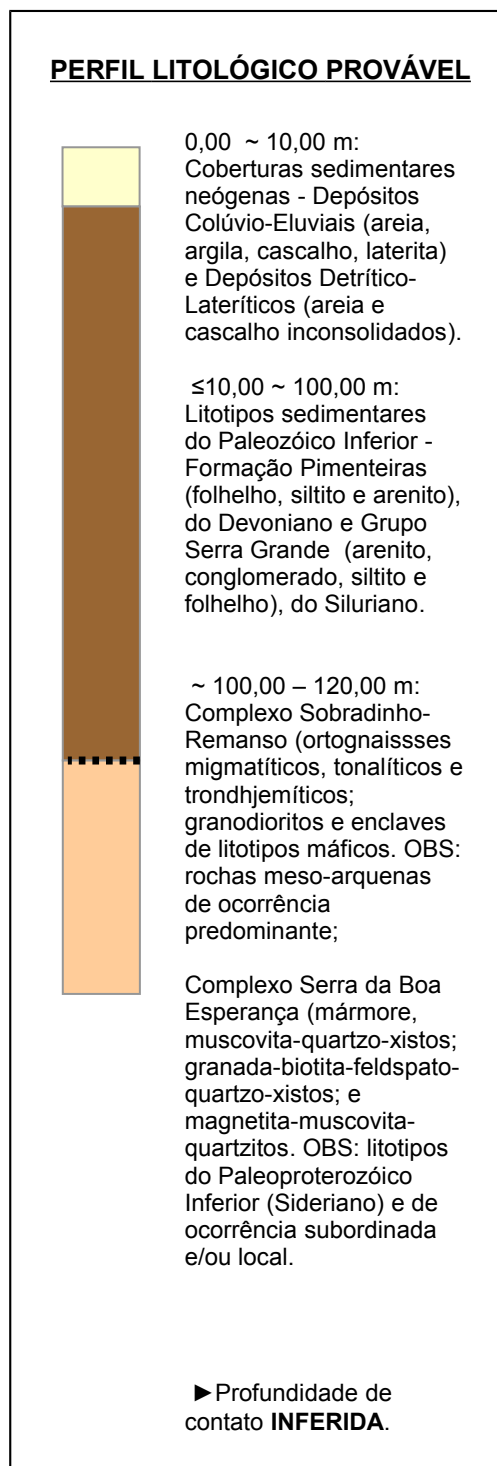 PERFIL LITOLÓGICO PROVÁVEL
0,00 ~ 10,00 m:
Coberturas sedimentares
neógenas - Depósitos
Colúvio-Eluviais (areia,
argila, cascalho, laterita)
e Depósitos Detrítico-
Lateríticos (areia e
cascalho inconsolidados).
≤10,00 ~ 100,00 m:
Litotipos sedimentares
do Paleozóico Inferior -
Formação Pimenteiras
(folhelho, siltito e arenito),
do Devoniano e Grupo
Serra Grande (arenito,
conglomerado, siltito e
folhelho), do Siluriano.
~ 100,00 – 120,00 m:
Complexo Sobradinho-
Remanso (ortognaissses
migmatíticos, tonalíticos e
trondhjemíticos;
granodioritos e enclaves
de litotipos máficos. OBS:
rochas meso-arquenas
de ocorrência
predominante;
Complexo Serra da Boa
Esperança (mármore,
muscovita-quartzo-xistos;
granada-biotita-feldspato-
quartzo-xistos; e
magnetita-muscovita-
quartzitos. OBS: litotipos
do Paleoproterozóico
Inferior (Sideriano) e de
ocorrência subordinada
e/ou local.
►Profundidade de
contato INFERIDA.